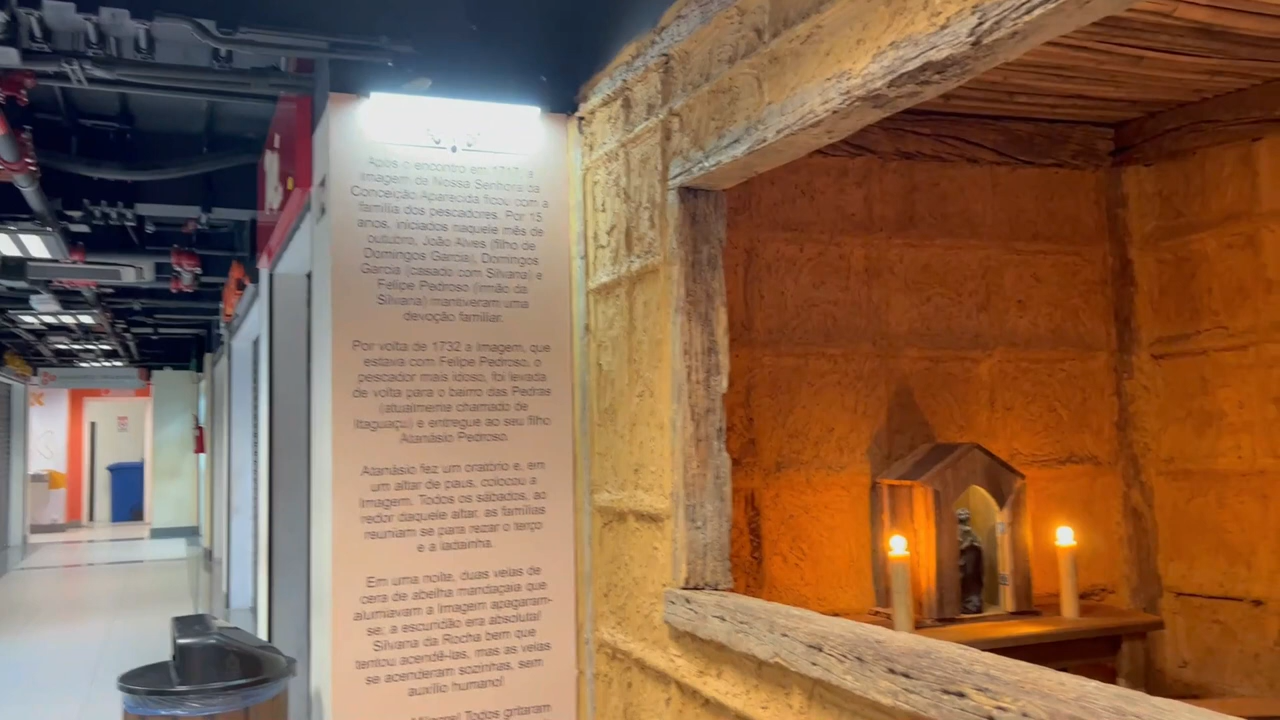 Após o encontro em 1717, a
Imagem de Nossa Senhora da
Conceição Aparecida ficou com a
família dos pescadores. Por 15
anos, iniciados naquele mês de
outubro, João Alves (filho de
Domingos Garcia), Domingos
Garcia (casado com Silvana) e
Felipe Pedroso (irmão da
Silvana) mantiveram uma
devoção familiar.
Por volta de 1732 a Imagem, que
estava com Felipe Pedroso, o
pescador mais idoso, foi levada
de volta para o bairro das Pedras
(atualmente chamado de
Itaguaçu) e entregue ao seu filho
Atanásio Pedroso.
Atanásio fez um oratório e, em
um altar de paus, colocou a
Imagem. Todos os sábados, ao
redor daquele altar, as famílias
reuniam se para rezar o terço
e a ladainha.
Em uma noite, duas velas de
cera de abelha mandaçaia que
alumiavam a Imagem apagaram-
se; a escuridão era absoluta!
Silvana da Rocha bem que
tentou acendê-las, mas as velas
se acenderam sozinhas, sem
auxílio humano!
Milagre! Todos gritaram